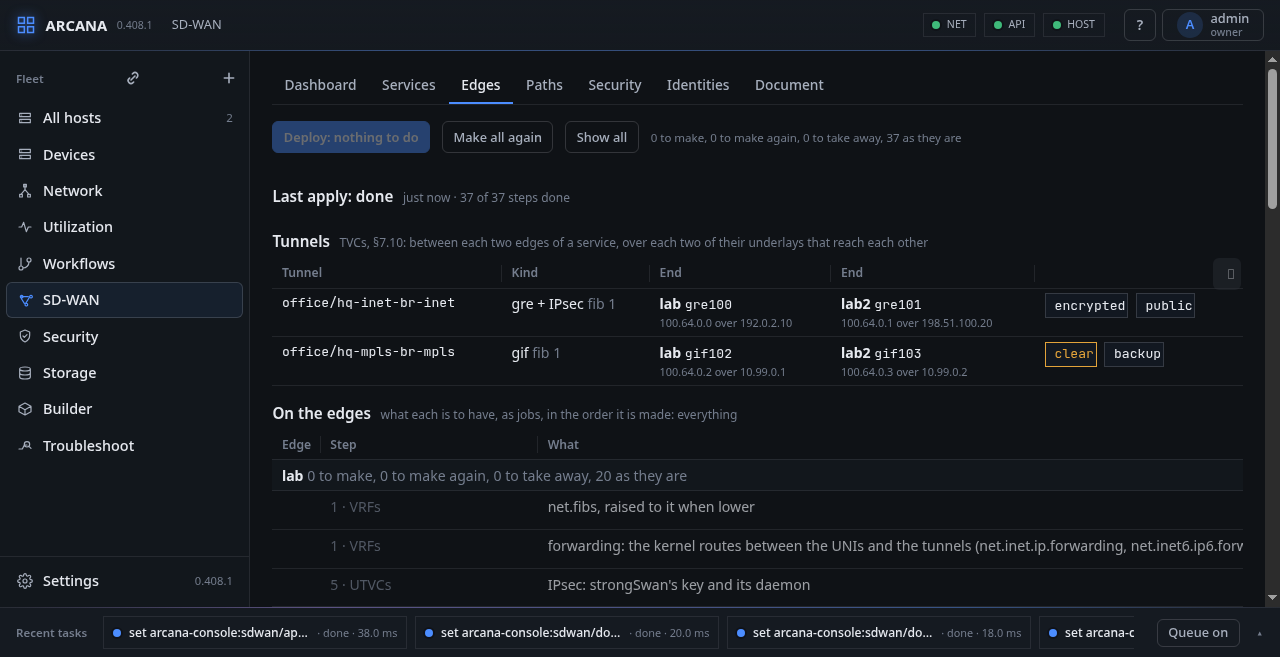 ARCANA 0.408.1 SD-WAN NET API HOST ? A admin
owner
Fleet
All hosts 2
Devices
Network
Utilization
Workflows
SD-WAN
Security
Storage
Builder
Troubleshoot
Settings 0.408.1
Dashboard Services Edges Paths Security Identities Document
Deploy: nothing to do Make all again Show all 0 to make, 0 to make again, 0 to take away, 37 as they are
Last apply: done just now · 37 of 37 steps done
Tunnels TVCs, §7.10: between each two edges of a service, over each two of their underlays that reach each other
Tunnel Kind End End
office/hq-inet-br-inet gre + IPsec fib 1 lab gre100 lab2 gre101 encrypted public
100.64.0.0 over 192.0.2.10 100.64.0.1 over 198.51.100.20
office/hq-mpls-br-mpls gif fib 1 lab gif102 lab2 gif103 clear backup
100.64.0.2 over 10.99.0.1 100.64.0.3 over 10.99.0.2
On the edges what each is to have, as jobs, in the order it is made: everything
Edge Step What
lab 0 to make, 0 to make again, 0 to take away, 20 as they are
1 · VRFs net.fibs, raised to it when lower
1 · VRFs forwarding: the kernel routes between the UNIs and the tunnels (net.inet.ip.forwarding, net.inet6.ip6.forw
5 · UTVCs IPsec: strongSwan's key and its daemon
Recent tasks set arcana-console:sdwan/ap... · done · 38.0 ms set arcana-console:sdwan/do... · done · 20.0 ms set arcana-console:sdwan/do... · done · 18.0 ms set arcana-c Queue on